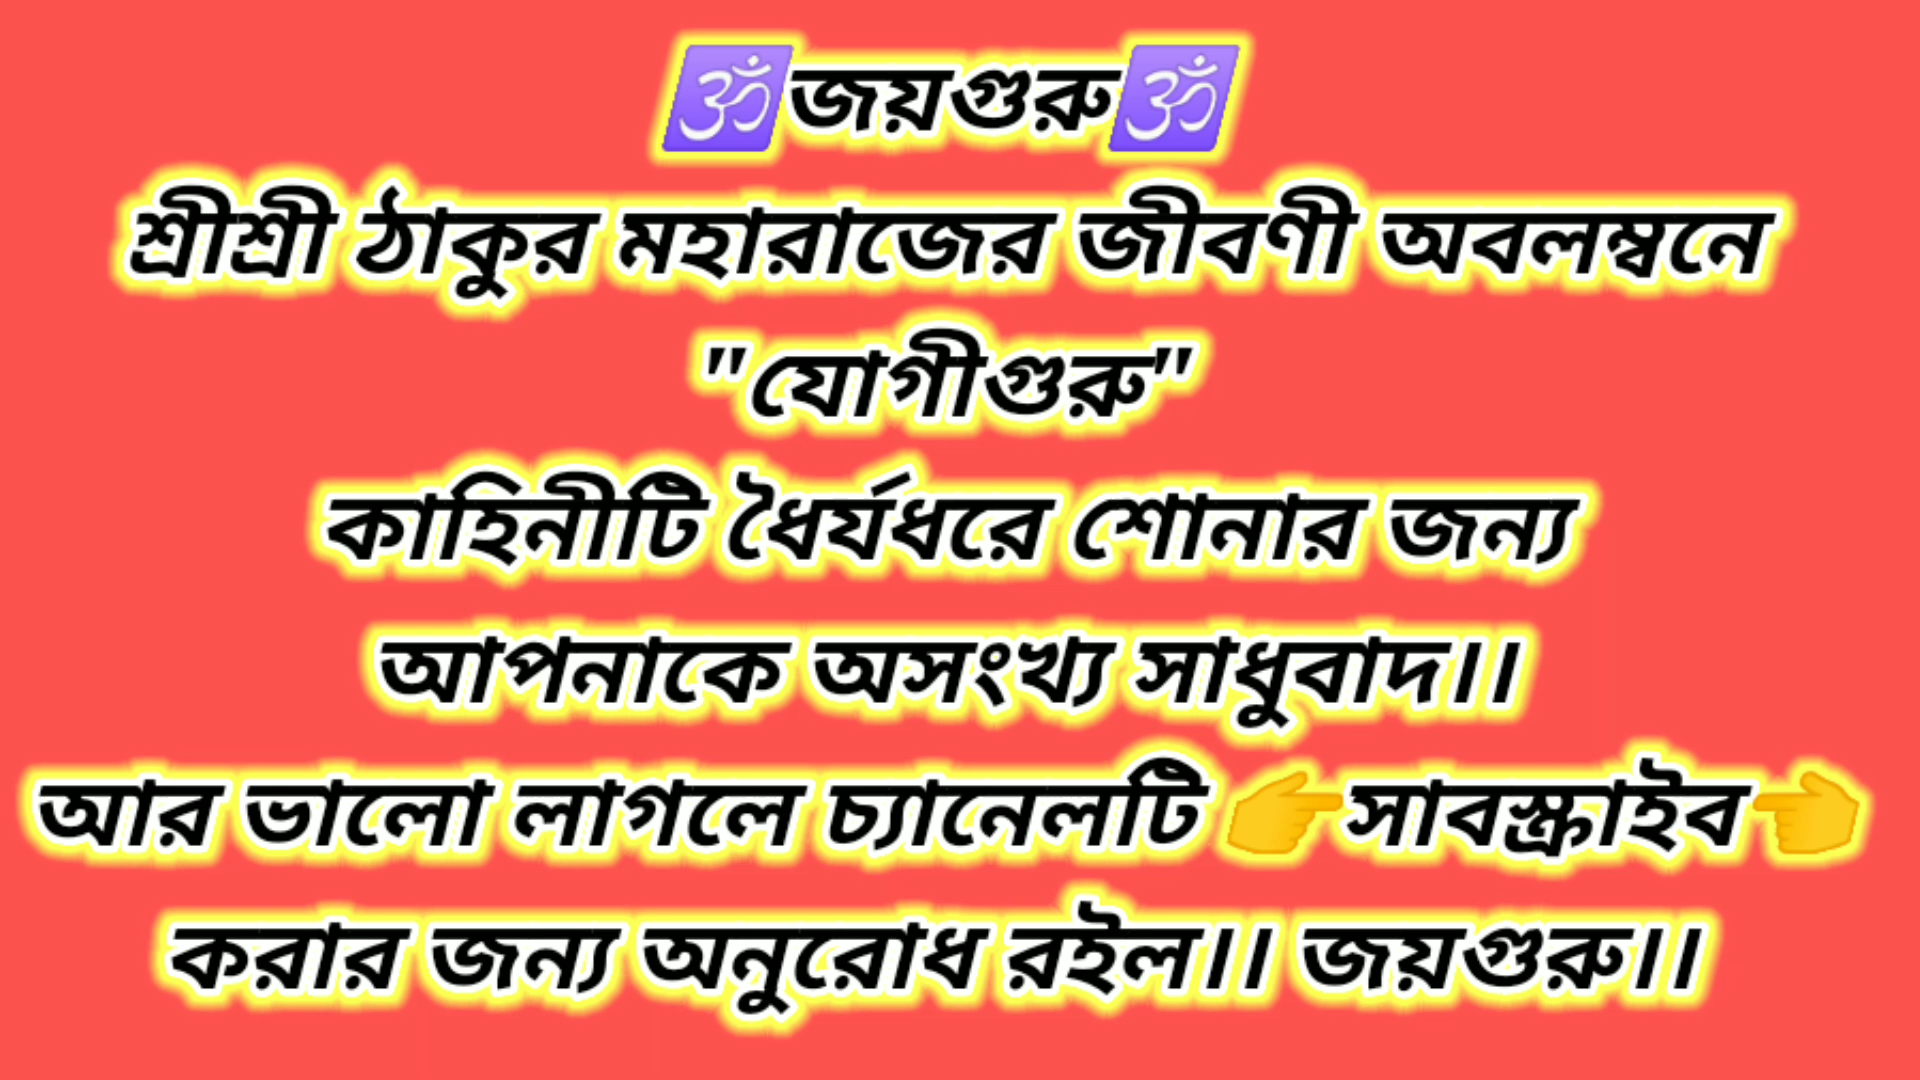 🕉️জয়গুরু🕉️
শ্রীশ্রী ঠাকুর মহারাজের জীবণী অবলম্বনে
"যোগীগুরু"
কাহিনীটি ধৈর্যধরে শোনার জন্য
আপনাকে অসংখ্য সাধুবাদ।।
আর ভালো লাগলে চ্যানেলটি 👉সাবস্ক্রাইব👈
করার জন্য অনুরোধ রইল।। জয়গুরু।।